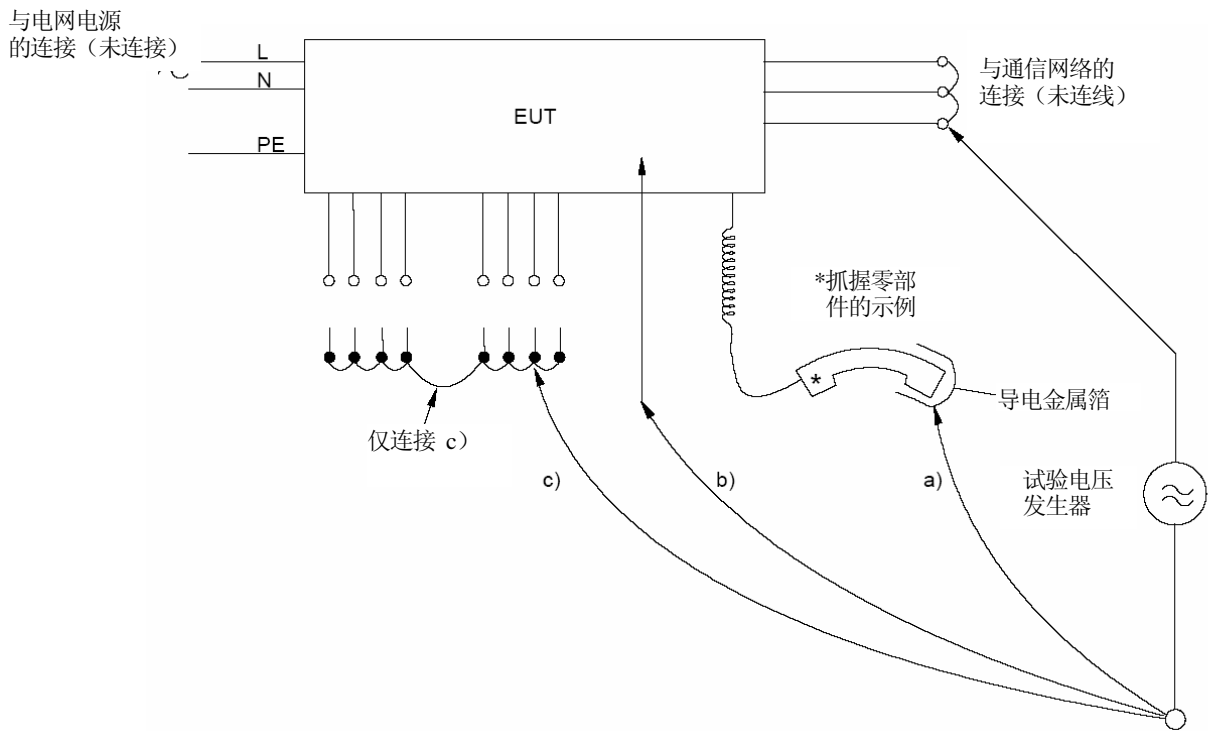 与电网电源
的连接（未连接）
L
N
PE
EUT
与通信网络的
连接（未连线）
*抓握零部
件的示例
*
导电金属箔
仅连接 c）
c)
b)
a)
试验电压
发生器